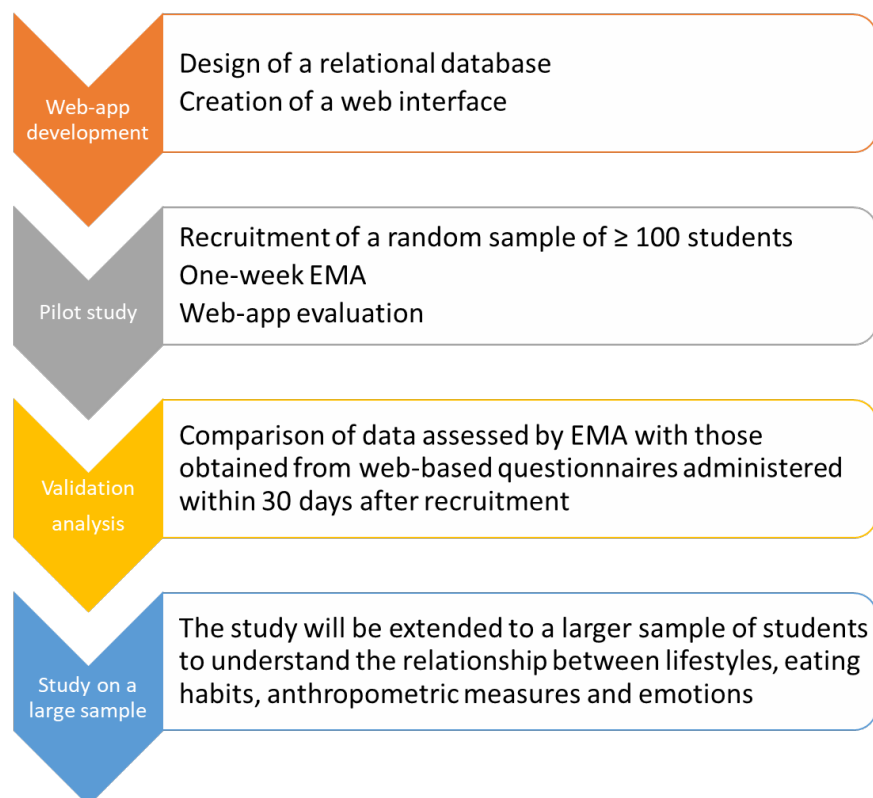 Web-app
development
Design of a relational database
Creation of a web interface
Pilot study
Recruitment of a random sample of ≥ 100 students
One-week EMA
Web-app evaluation
Validation
analysis
Comparison of data assessed by EMA with those
obtained from web-based questionnaires administered
within 30 days after recruitment
Study on a
large sample
The study will be extended to a larger sample of students
to understand the relationship between lifestyles, eating
habits, anthropometric measures and emotions